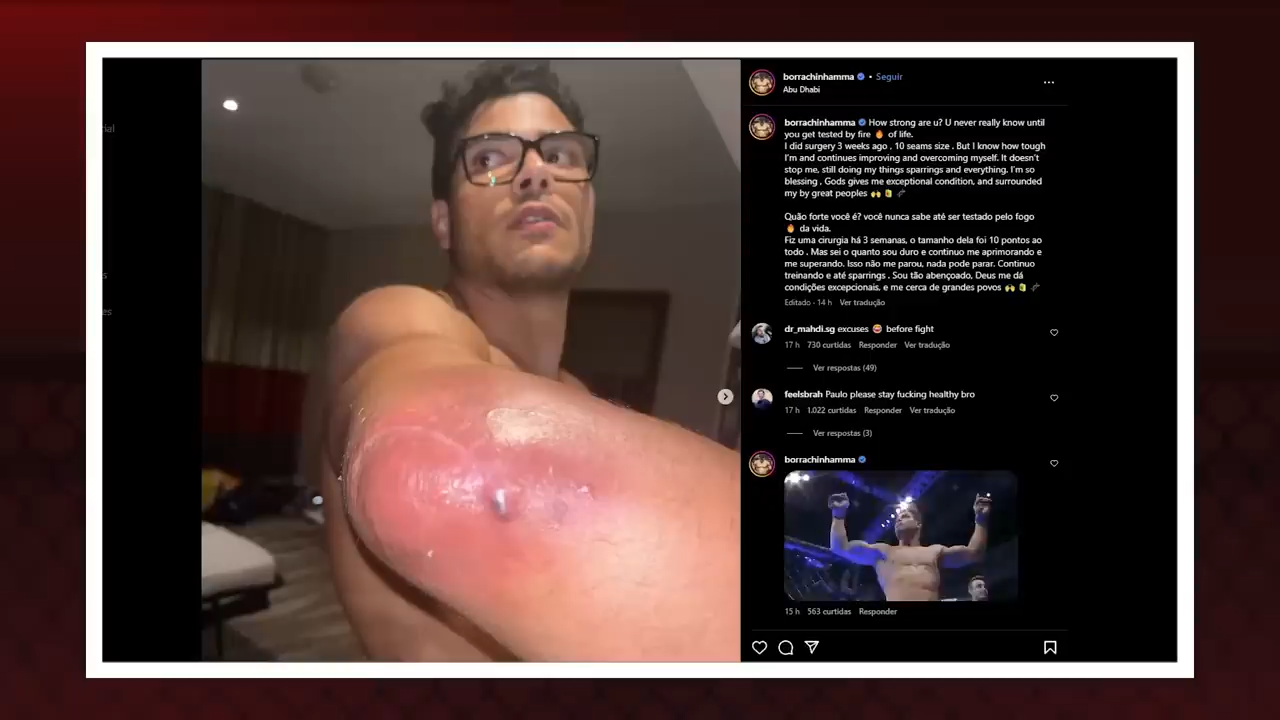 borrachinhamma • Seguir
Abu Dhabi
borrachinhamma How strong are u? U never really know until
you get tested by fire 🔥 of life.
I did surgery 3 weeks ago , 10 seams size . But I know how tough
I'm and continues improving and overcoming myself. It doesn't
stop me, still doing my things sparrings and everything. I'm so
blessing , Gods gives me exceptional condition, and surrounded
my by great peoples 🙌
Quão forte você é? você nunca sabe até ser testado pelo fogo
🔥 da vida.
Fiz uma cirurgia há 3 semanas, o tamanho dela foi 10 pontos ao
todo . Mas sei o quanto sou duro e continuo me aprimorando e
me superando. Isso não me parou, nada pode parar. Continuo
treinando e até sparrings . Sou tão abençoado, Deus me dá
condições excepcionais, e me cerca de grandes povos 🙌
Editado · 14 h Ver tradução
dr_mahdi.sg excuses before fight
17 h 730 curtidas Responder Ver tradução
Ver respostas (49)
feelsbrah Paulo please stay fucking healthy bro
17 h 1.022 curtidas Responder Ver tradução
Ver respostas (3)
borrachinhamma
15 h 563 curtidas Responder